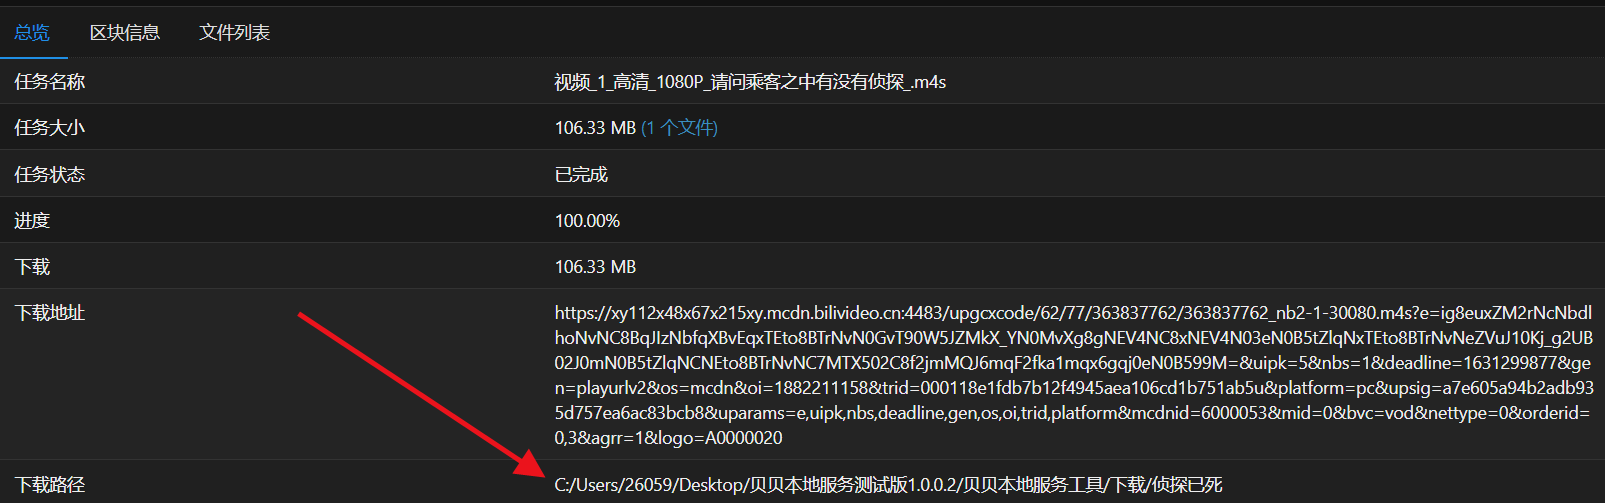 总览 区块信息 文件列表
任务名称 视频_1_高清_1080P_请问乘客之中有没有侦探_.m4s
任务大小 106.33 MB (1 个文件)
任务状态 已完成
进度 100.00%
下载 106.33 MB
下载地址 https://xy112x48x67x215xy.mcdn.bilivideo.cn:4483/upgcxcode/62/77/363837762/363837762_nb2-1-30080.m4s?e=ig8euxZM2rNcNbdl
hoNvNC8BqJIzNbfqXBvEqxTEto8BTrNvN0GvT90W5JZMkX_YN0MvXg8gNEV4NC8xNEV4N03eN0B5tZlqNxTEto8BTrNvNeZVuJ10Kj_g2UB
02J0mN0B5tZlqNCNEto8BTrNvNC7MTX502C8f2jmMQJ6mqF2fka1mqx6gqj0eN0B599M=&uipk=5&nbs=1&deadline=1631299877&ge
n=playurlv2&os=mcdn&oi=1882211158&trid=000118e1fdb7b12f4945aea106cd1b751ab5u&platform=pc&upsig=a7e605a94b2adb93
5d757ea6ac83bcb8&uparams=e,uipk,nbs,deadline,gen,os,oi,trid,platform&mcdnid=6000053&mid=0&bvc=vod&nettype=0&orderid=
0,3&agrr=1&logo=A0000020
下载路径 C:/Users/26059/Desktop/贝贝本地服务测试版1.0.0.2/贝贝本地服务工具/下载/侦探已死